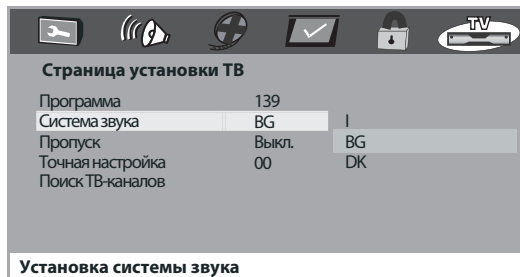 TV
Страница установки ТВ
Программа 139
Система звука BG I
Пропуск Выкл. BG
Точная настройка 00 DK
Поиск ТВ-каналов
Установка системы звука